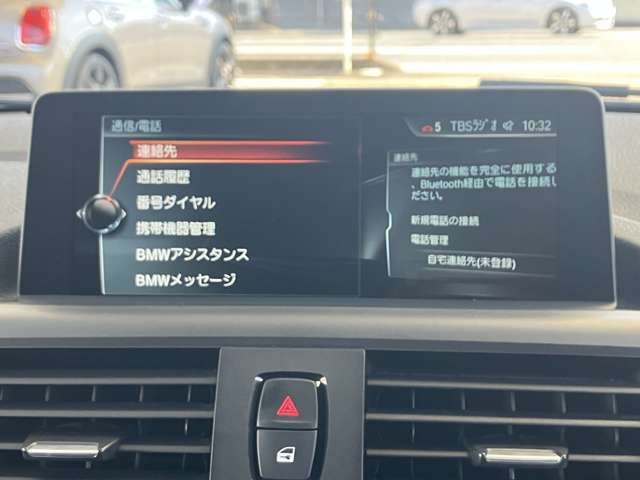 通信/電話
5 TBSﾗｼﾞｵ 10:32
連絡先
通話履歴
番号ダイヤル
携帯機器管理
BMWアシスタンス
BMWメッセージ
連絡先
連絡先の機能を完全に使用する
、Bluetooth経由で電話を接続し
ださい.
新規電話の接続
電話管理
自宅連絡先(未登録)